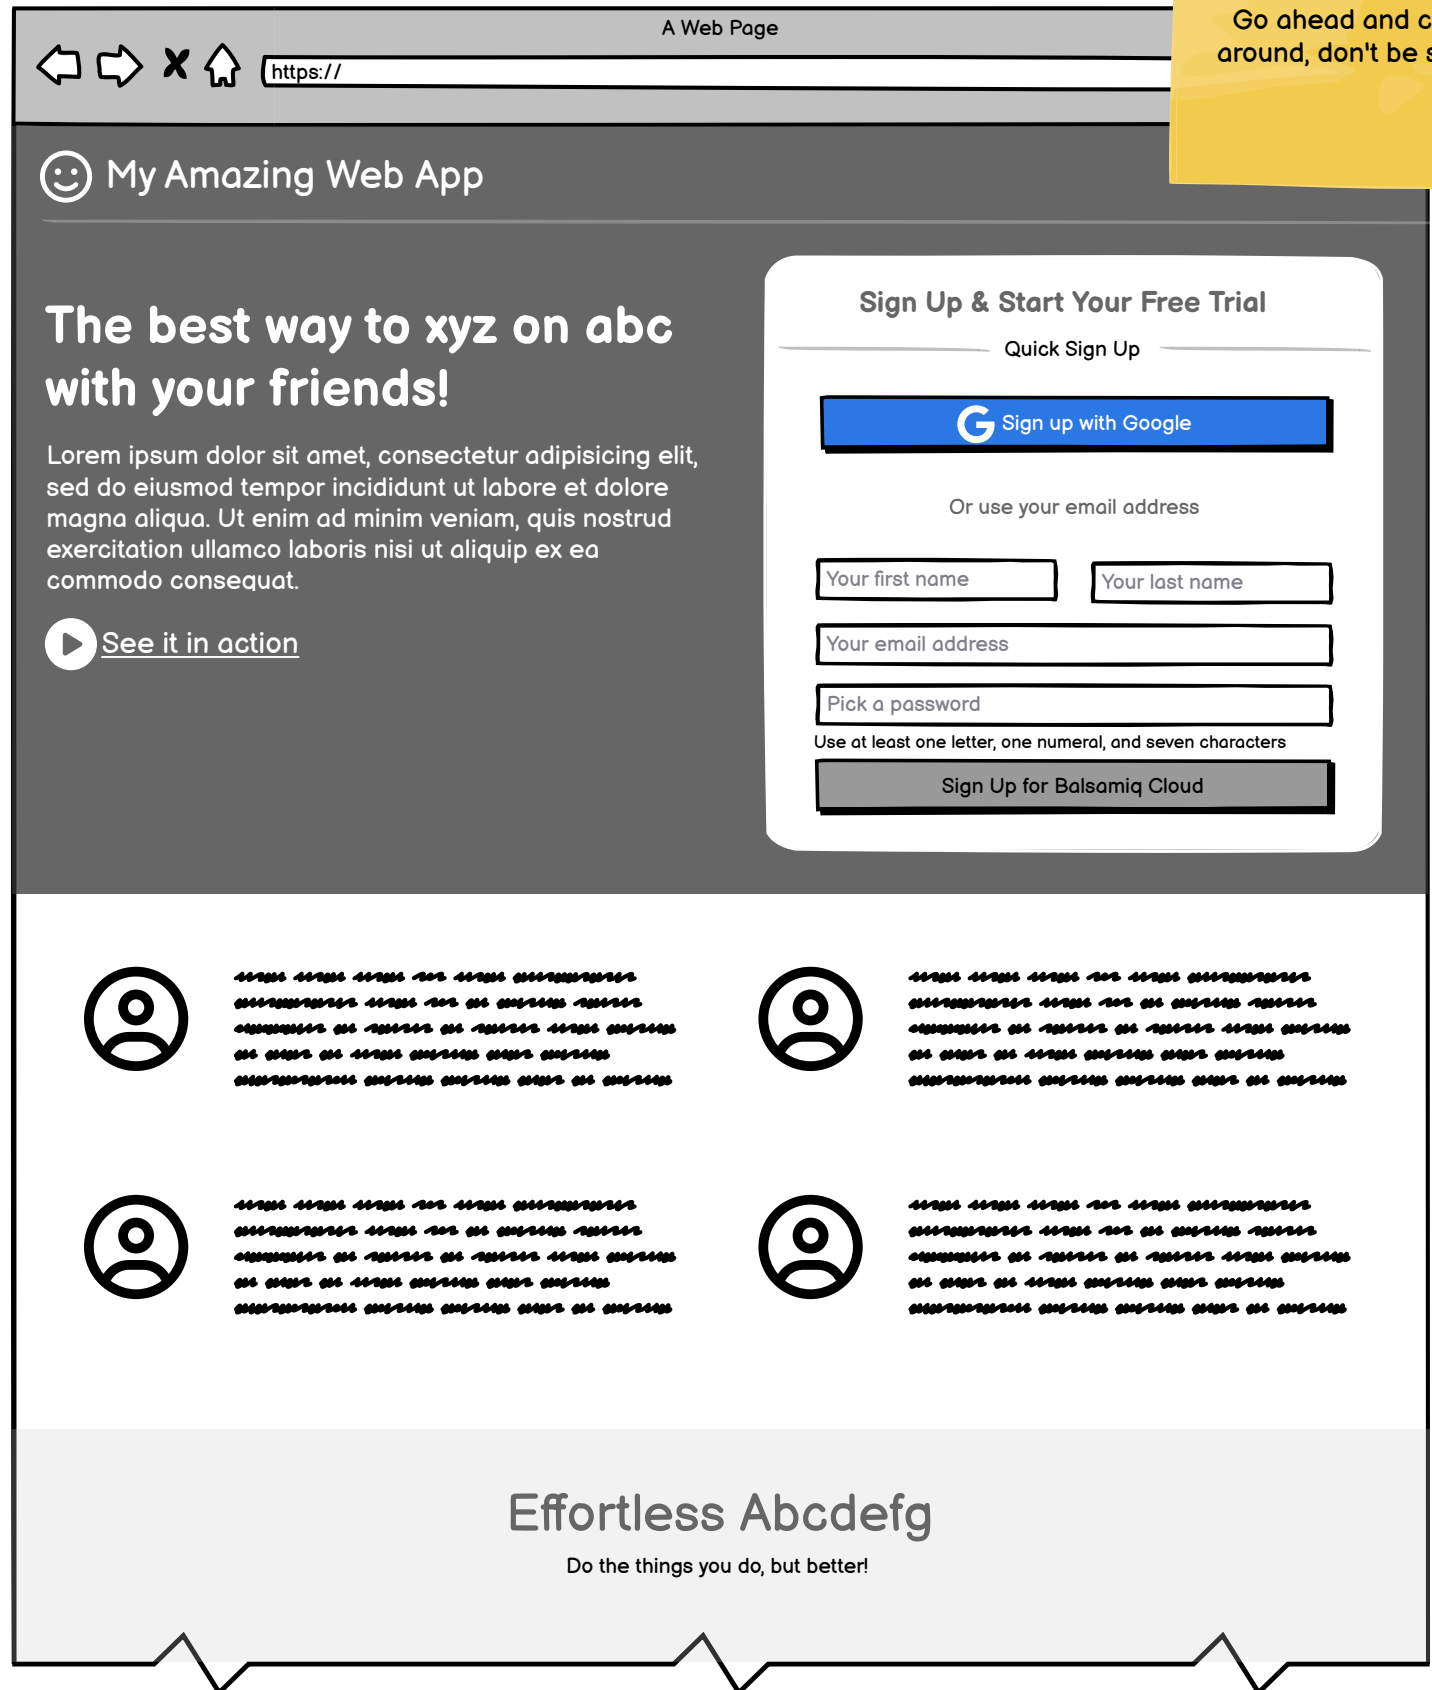 A Web Page
https://
Go ahead and
around, don't be
My Amazing Web App
The best way to xyz on abc
with your friends!
Lorem ipsum dolor sit amet, consectetur adipisicing elit,
sed do eiusmod tempor incididunt ut labore et dolore
magna aliqua. Ut enim ad minim veniam, quis nostrud
exercitation ullamco laboris nisi ut aliquip ex ea
commodo consequat.
See it in action
Sign Up & Start Your Free Trial
Quick Sign Up
Sign up with Google
Or use your email address
Your first name
Your last name
Your email address
Pick a password
Use at least one letter, one numeral, and seven characters
Sign Up for Balsamiq Cloud
Effortless Abcdefg
Do the things you do, but better!